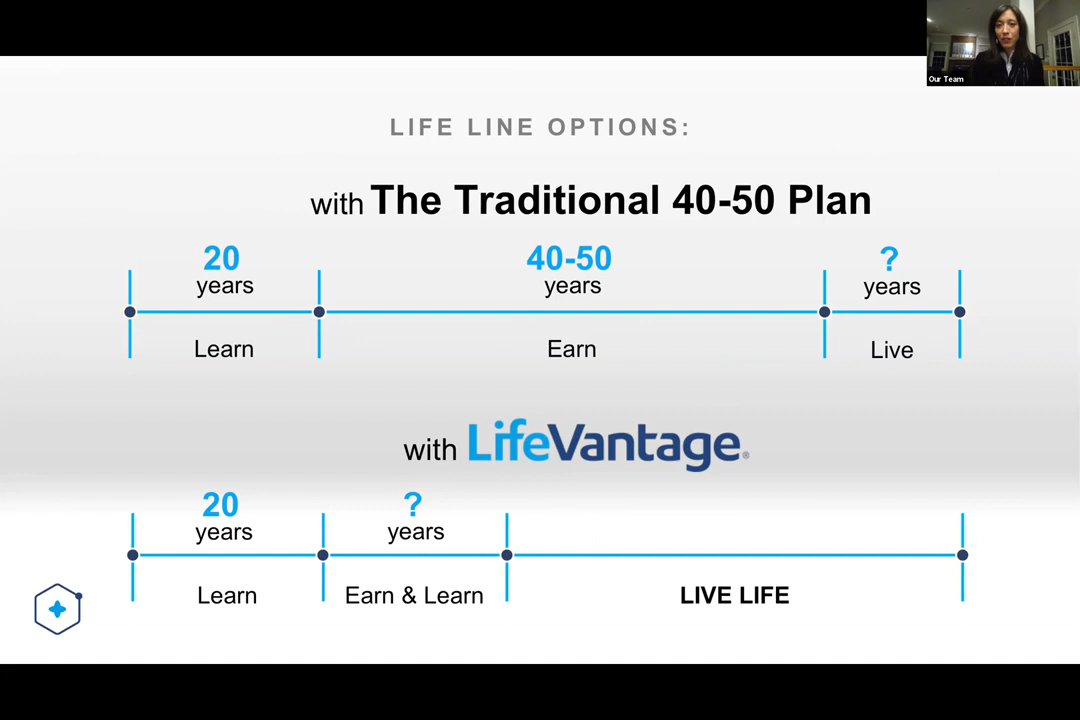 Our Team
LIFE LINE OPTIONS:
with The Traditional 40-50 Plan
20 40-50 ?
years years years
Learn Earn Live
with LifeVantage®
20 ?
years years
Learn Earn & Learn LIVE LIFE